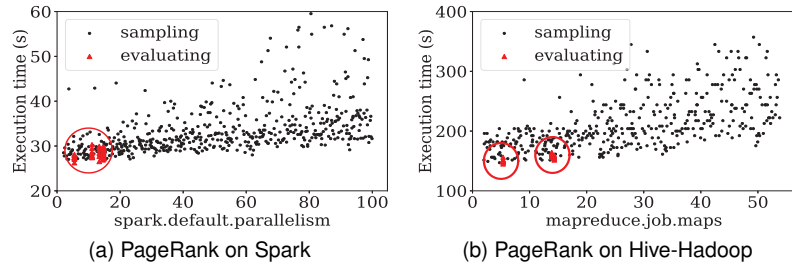 60
50
40
30
20
Execution time (s)
sampling
evaluating
0 20 40 60 80 100
spark.default.parallelism
(a) PageRank on Spark
400
300
200
100
Execution time (s)
sampling
evaluating
0 10 20 30 40 50
mapreduce.job.maps
(b) PageRank on Hive-Hadoop